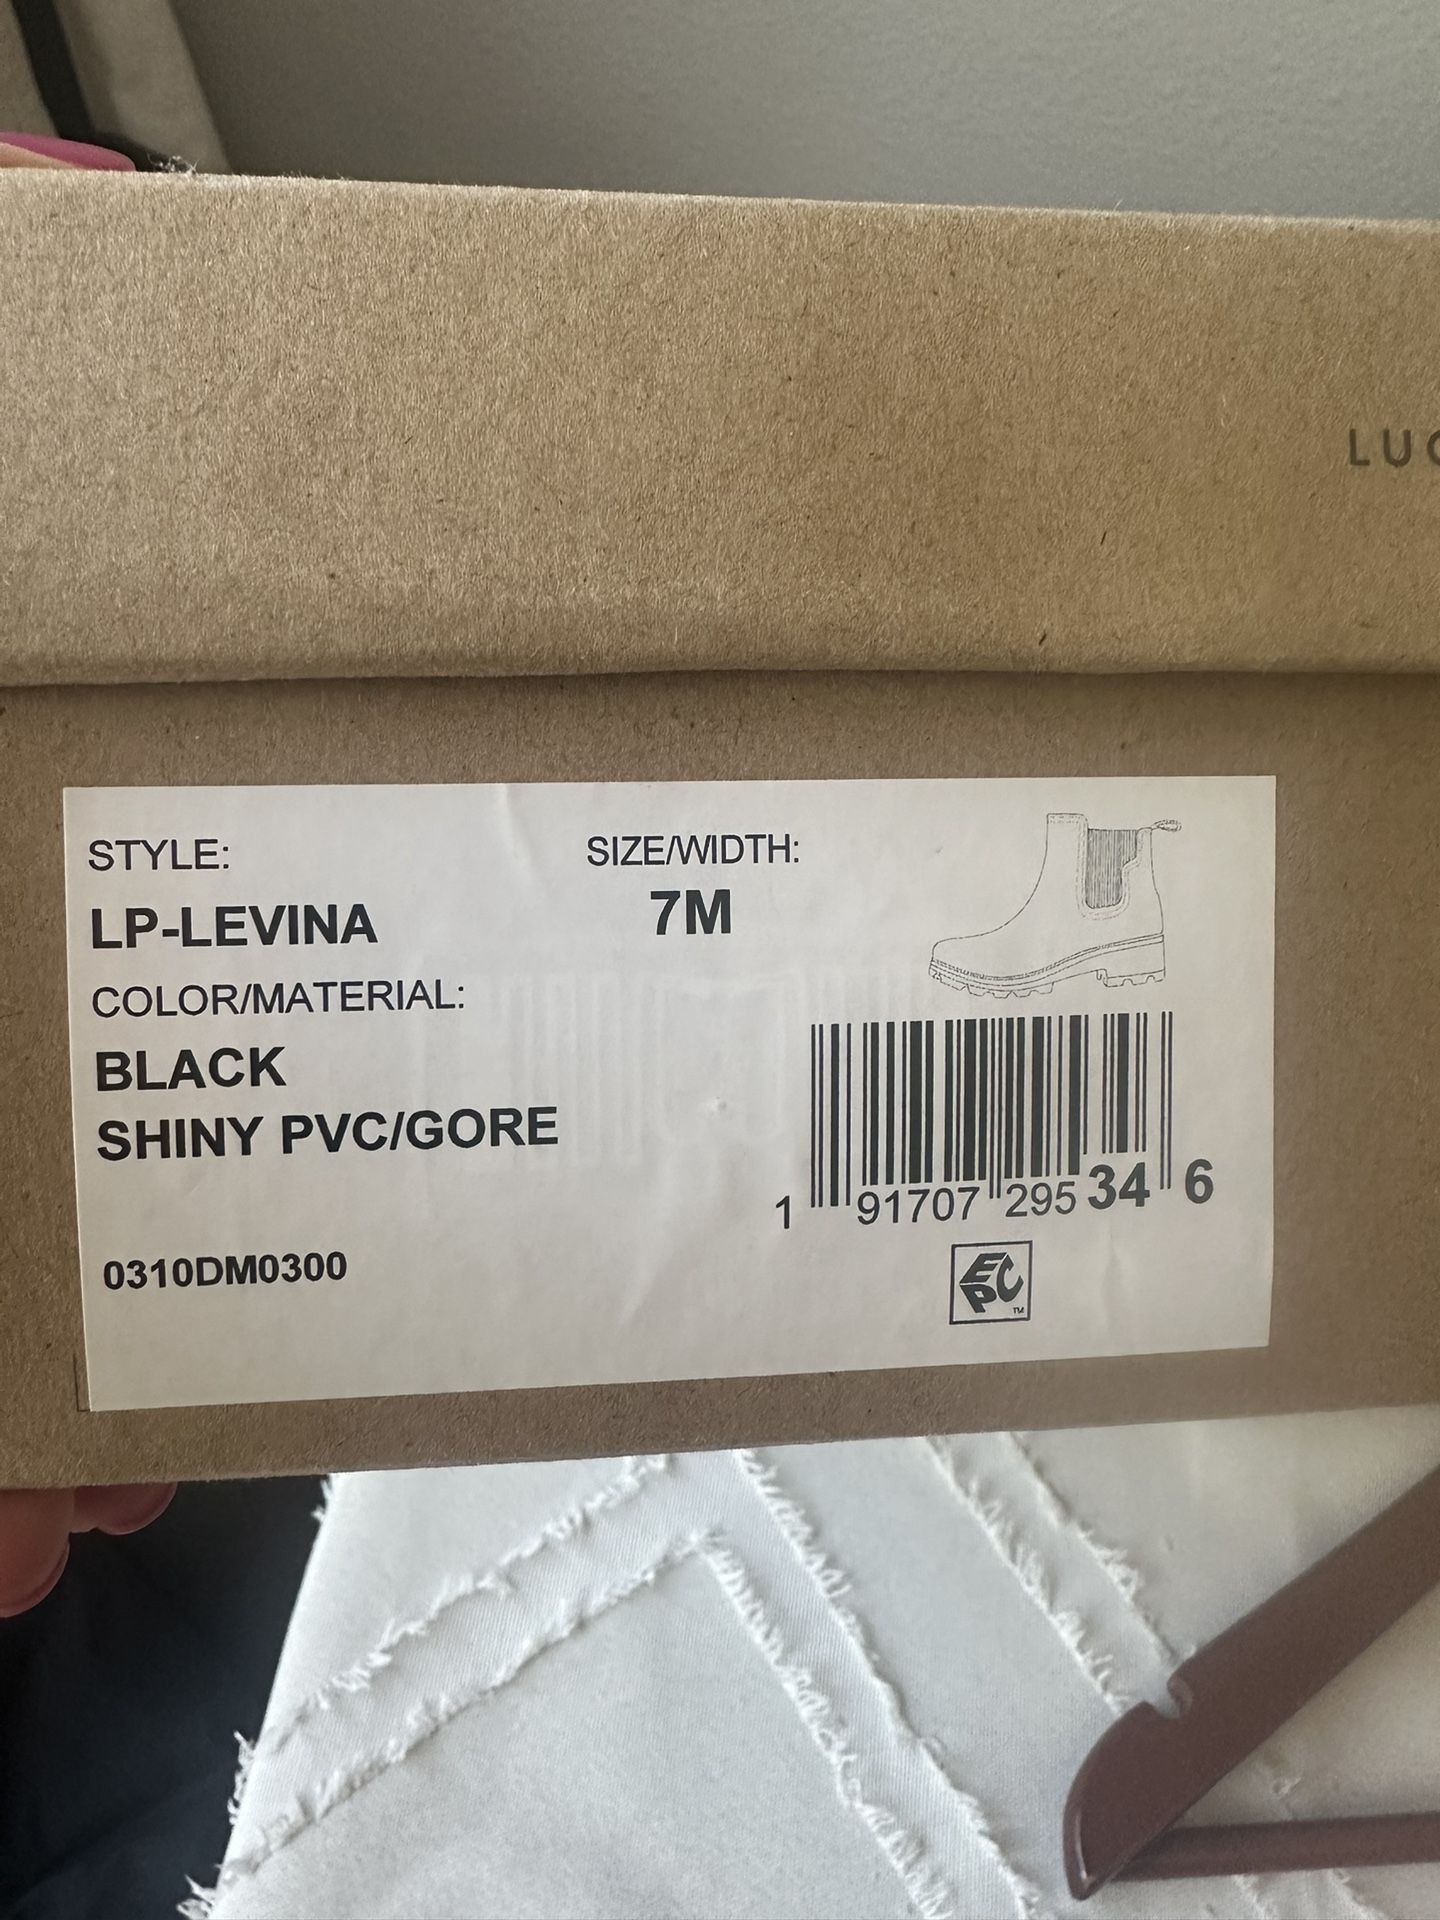 LUC
STYLE:
SIZE/WIDTH:
LP-LEVINA
7M
COLOR/MATERIAL:
BLACK
SHINY PVC/GORE
1 91707 295 34 6
0310DM0300
EPC TM